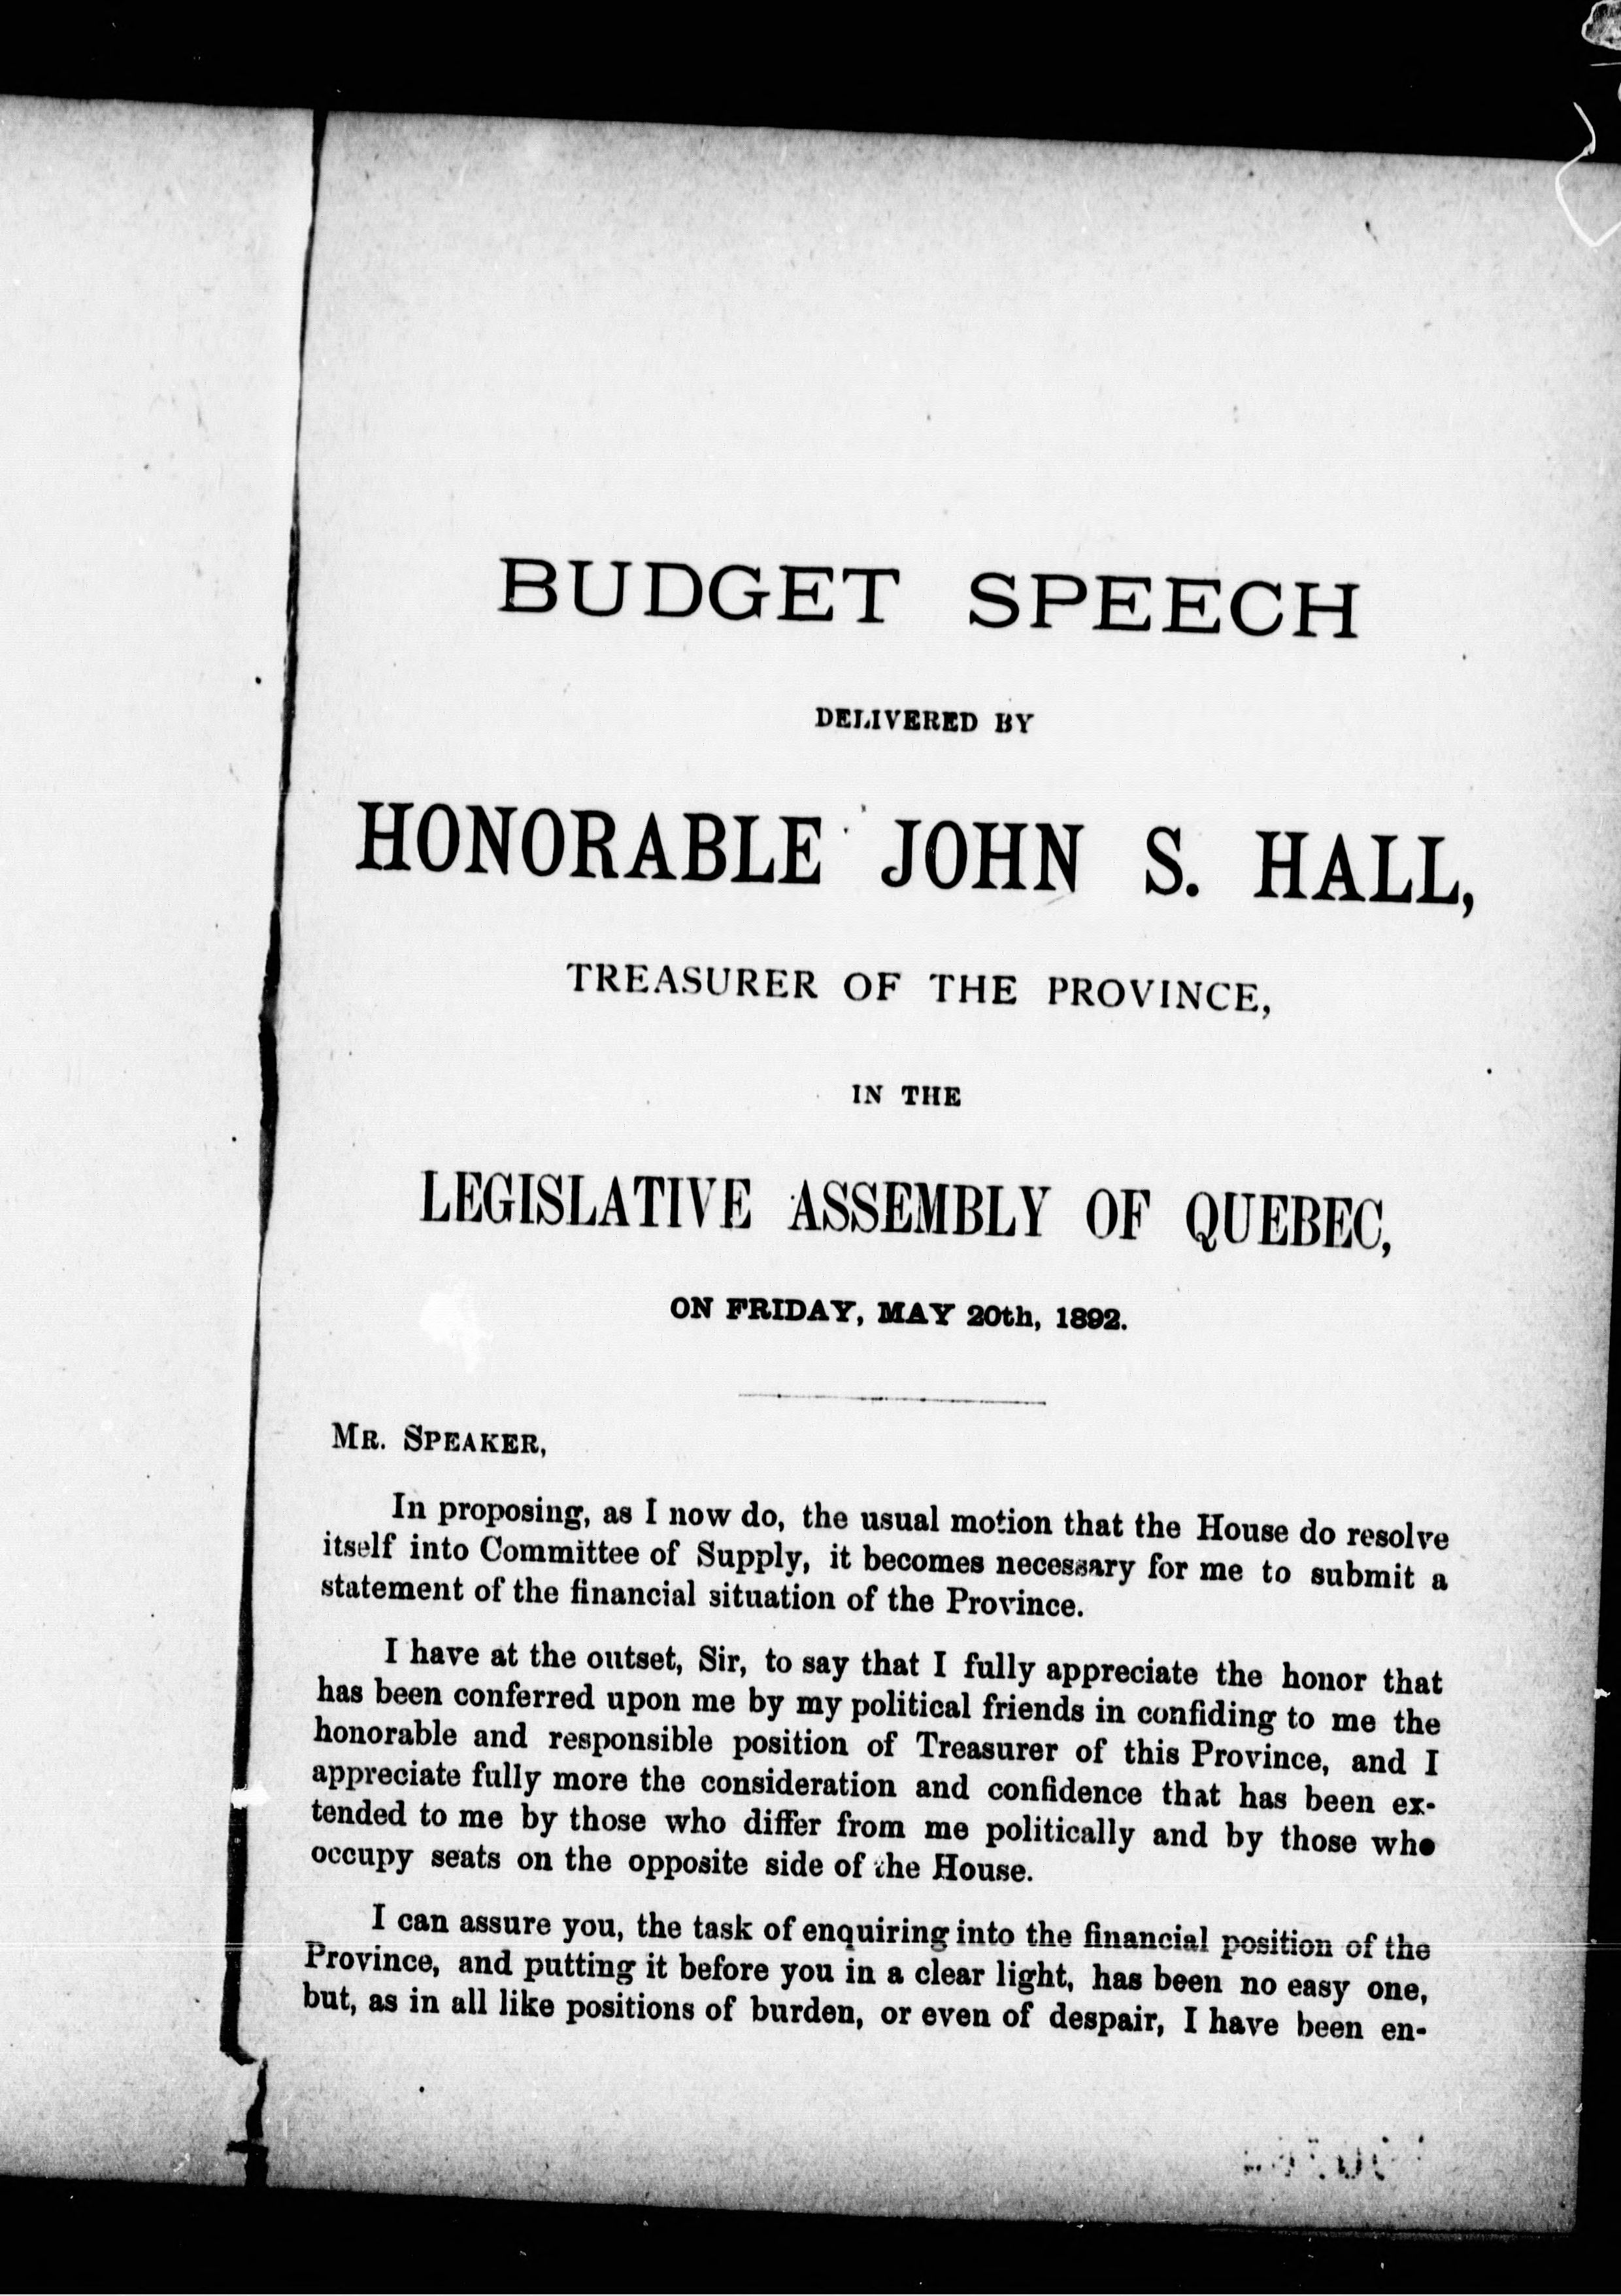 BUDGET SPEECH
DELIVERED BY
HONORABLE JOHN S. HALL,
TREASURER OF THE PROVINCE,
IN THE
LEGISLATIVE ASSEMBLY OF QUEBEC,
ON FRIDAY, MAY 20th, 1892.
MR. SPEAKER,
In proposing, as I now do, the usual motion that the House do resolve
itself into Committee of Supply, it becomes necessary for me to submit a
statement of the financial situation of the Province.
I have at the outset, Sir, to say that I fully appreciate the honor that
has been conferred upon me by my political friends in confiding to me the
honorable and responsible position of Treasurer of this Province, and I
appreciate fully more the consideration and confidence that has been ex-
tended to me by those who differ from me politically and by those who
occupy seats on the opposite side of the House.
I can assure you, the task of enquiring into the financial position of the
Province, and putting it before you in a clear light, has been no easy one,
but, as in all like positions of burden, or even of despair, I have been en-